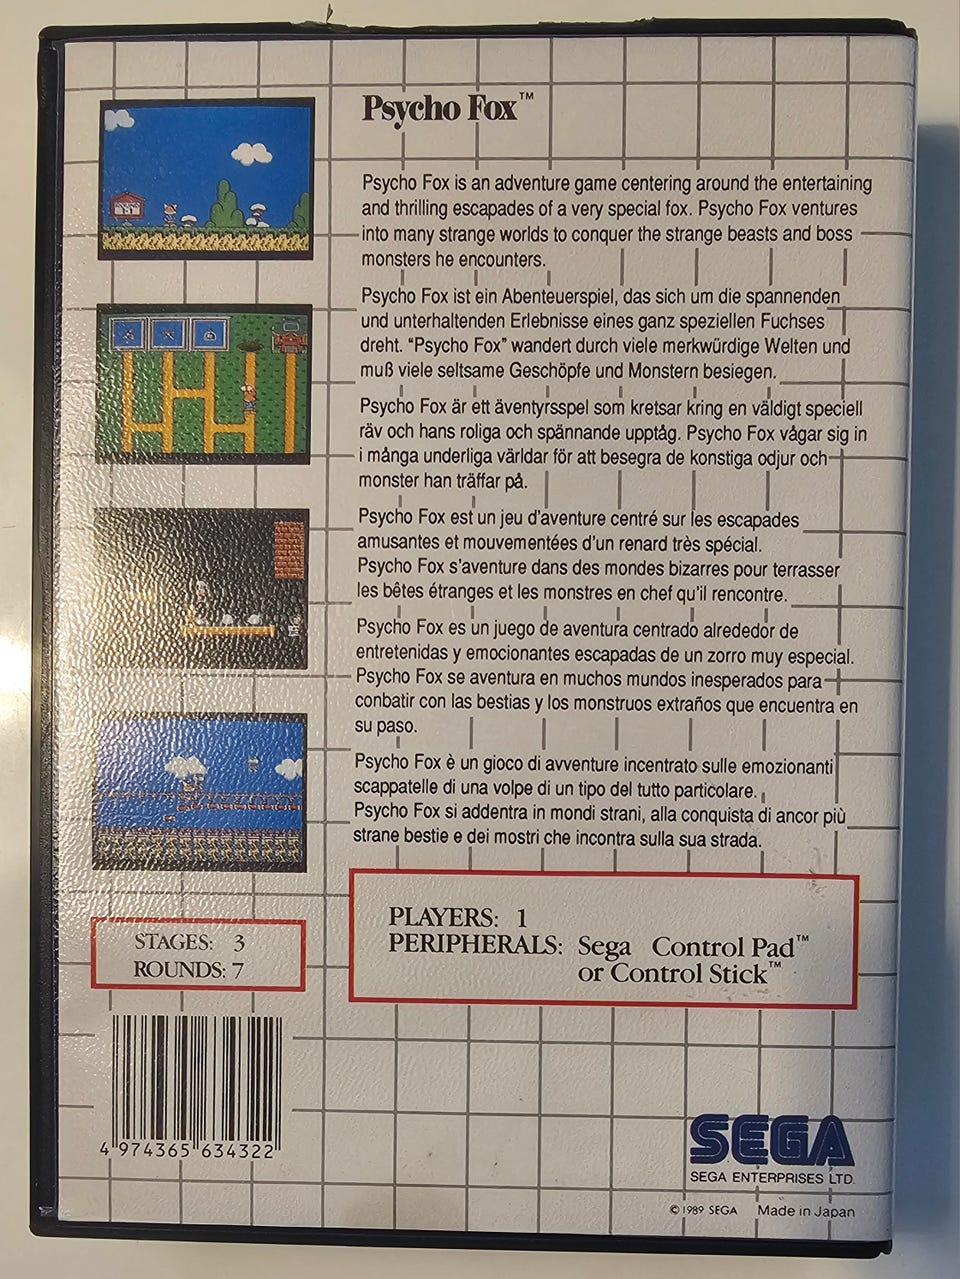 Psycho Fox™
Psycho Fox is an adventure game centering around the entertaining
and thrilling escapades of a very special fox. Psycho Fox ventures
into many strange worlds to conquer the strange beasts and boss
monsters he encounters.
Psycho Fox ist ein Abenteuerspiel, das sich um die spannenden
und unterhaltenden Erlebnisse eines ganz speziellen Fuchses
dreht. “Psycho Fox” wandert durch viele merkwürdige Welten und
muß viele seltsame Geschöpfe und Monstern besiegen.
Psycho Fox är ett äventyrsspel som kretsar kring en väldigt speciell
räv och hans roliga och spännande upptåg. Psycho Fox vågar sig in
i många underliga världar för att besegra de konstiga odjur och
monster han träffar på.
Psycho Fox est un jeu d'aventure centré sur les escapades
amusantes et mouvementées d'un renard très spécial.
Psycho Fox s'aventure dans des mondes bizarres pour terrasser
les bêtes étranges et les monstres en chef qu'il rencontre.
Psycho Fox es un juego de aventura centrado alrededor de
entretenidas y emocionantes escapadas de un zorro muy especial.
Psycho Fox se aventura en muchos mundos inesperados para
conbatir con las bestias y los monstruos extraños que encuentra en
su paso.
Psycho Fox è un gioco di avventure incentrato sulle emozionanti
scappatelle di una volpe di un tipo del tutto particolare.
Psycho Fox si addentra in mondi strani, alla conquista di ancor più
strane bestie e dei mostri che incontra sulla sua strada.
STAGES: 3
ROUNDS: 7
PLAYERS: 1
PERIPHERALS: Sega Control Pad™
or Control Stick™
4 974365 634322
SEGA
SEGA ENTERPRISES LTD.
© 1989 SEGA Made in Japan